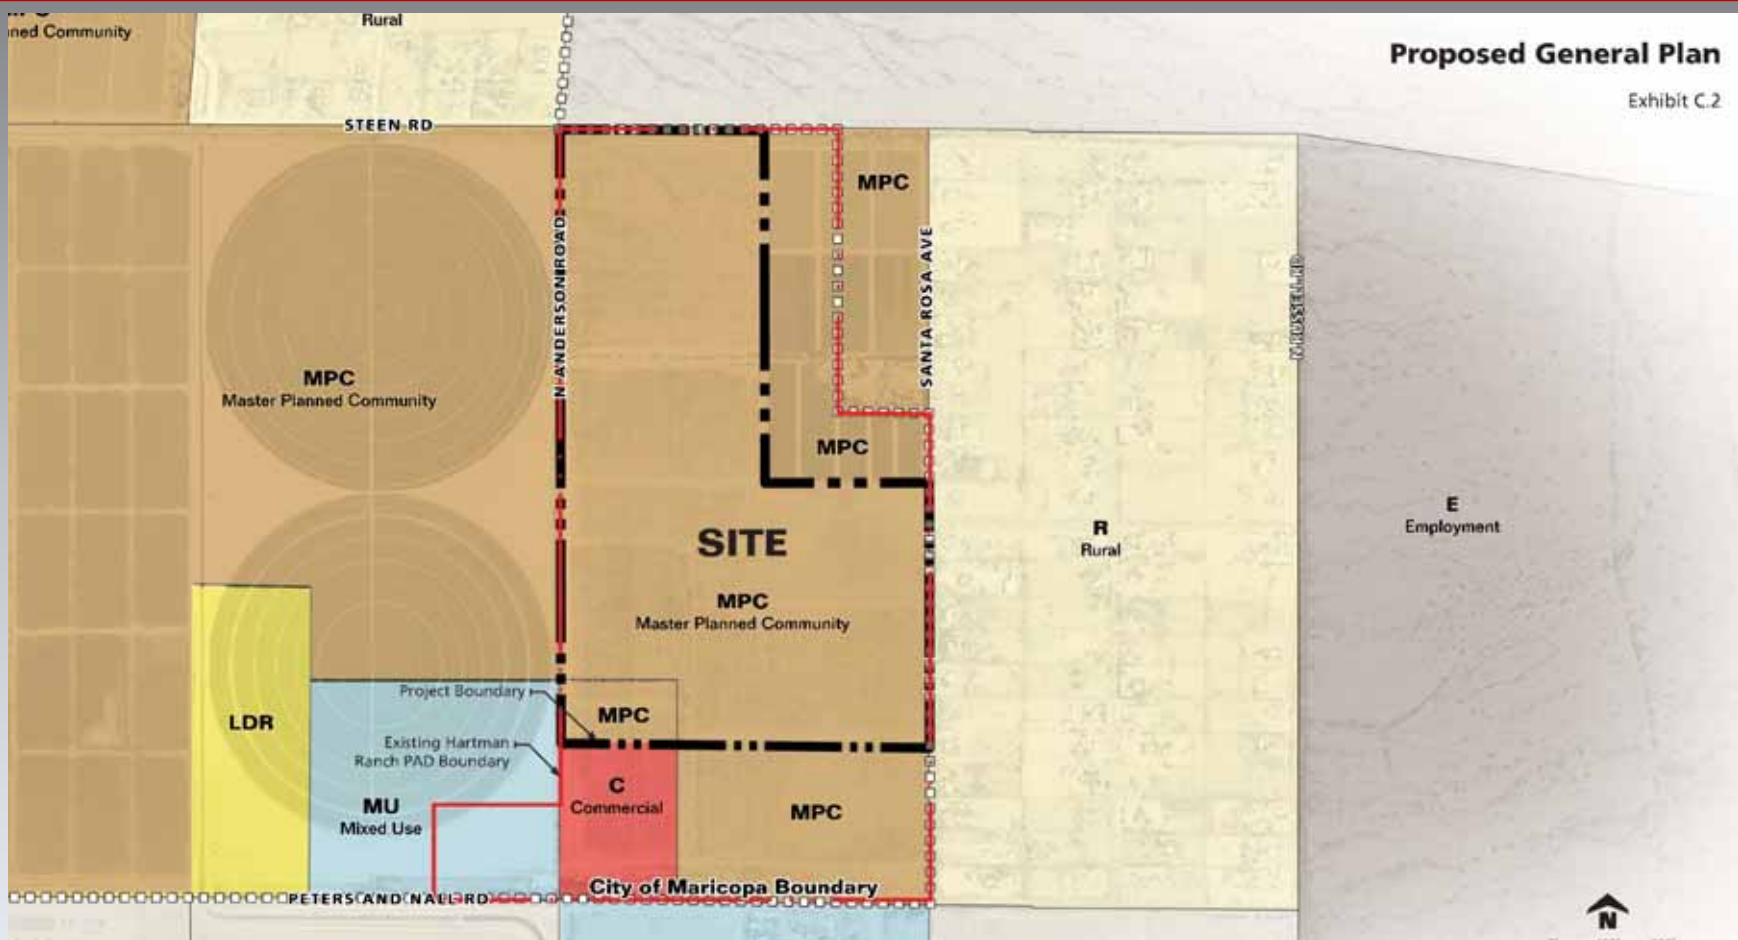 ned Community
Rural
Proposed General Plan
Exhibit C.2
STEEN RD
MPC
N ANDERSON ROAD
SANTA ROSA AVE
N RUSSELL RD
MPC
Master Planned Community
MPC
SITE
R
Rural
E
Employment
MPC
Master Planned Community
Project Boundary
MPC
LDR
Existing Hartman
Ranch PAD Boundary
C
Commercial
MU
Mixed Use
MPC
City of Maricopa Boundary
PETERS AND NALL RD
N